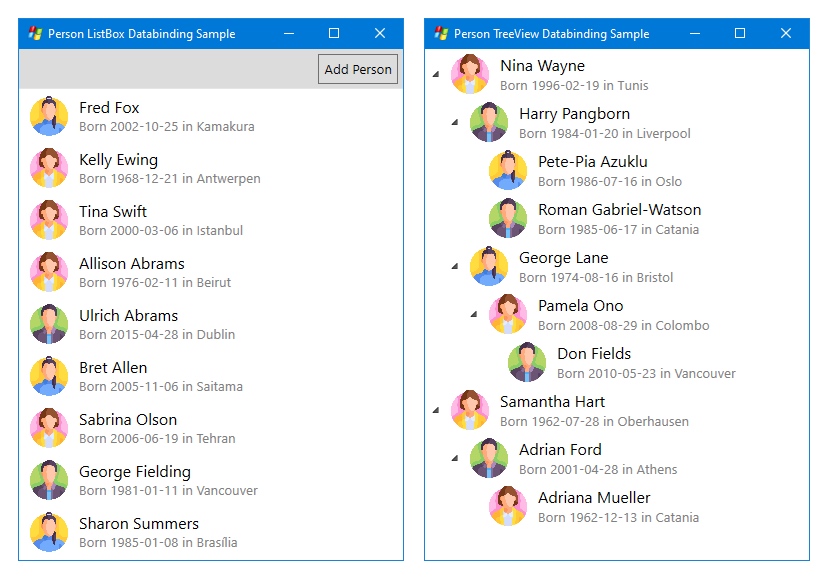 Person ListBox Databinding Sample
Add Person
Fred Fox
Born 2002-10-25 in Kamakura
Kelly Ewing
Born 1968-12-21 in Antwerpen
Tina Swift
Born 2000-03-06 in Istanbul
Allison Abrams
Born 1976-02-11 in Beirut
Ulrich Abrams
Born 2015-04-28 in Dublin
Bret Allen
Born 2005-11-06 in Saitama
Sabrina Olson
Born 2006-06-19 in Tehran
George Fielding
Born 1981-01-11 in Vancouver
Sharon Summers
Born 1985-01-08 in Brasília
Person TreeView Databinding Sample
Nina Wayne
Born 1996-02-19 in Tunis
Harry Pangborn
Born 1984-01-20 in Liverpool
Pete-Pia Azuklu
Born 1986-07-16 in Oslo
Roman Gabriel-Watson
Born 1985-06-17 in Catania
George Lane
Born 1974-08-16 in Bristol
Pamela Ono
Born 2008-08-29 in Colombo
Don Fields
Born 2010-05-23 in Vancouver
Samantha Hart
Born 1962-07-28 in Oberhausen
Adrian Ford
Born 2001-04-28 in Athens
Adriana Mueller
Born 1962-12-13 in Catania